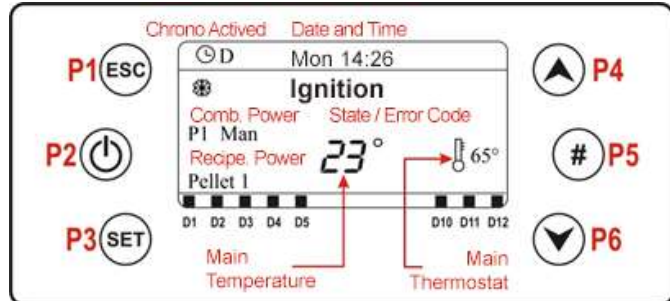 Chrono Actived Date and Time
D Mon 14:26
P1 ESC
Ignition
P4
Comb. Power State / Error Code
P1 Man
P2
Recipe. Power 23° 65°
# P5
Pellet 1
D1 D2 D3 D4 D5 D10 D11 D12
P3 SET
P6
Main Temperature
Main Thermostat